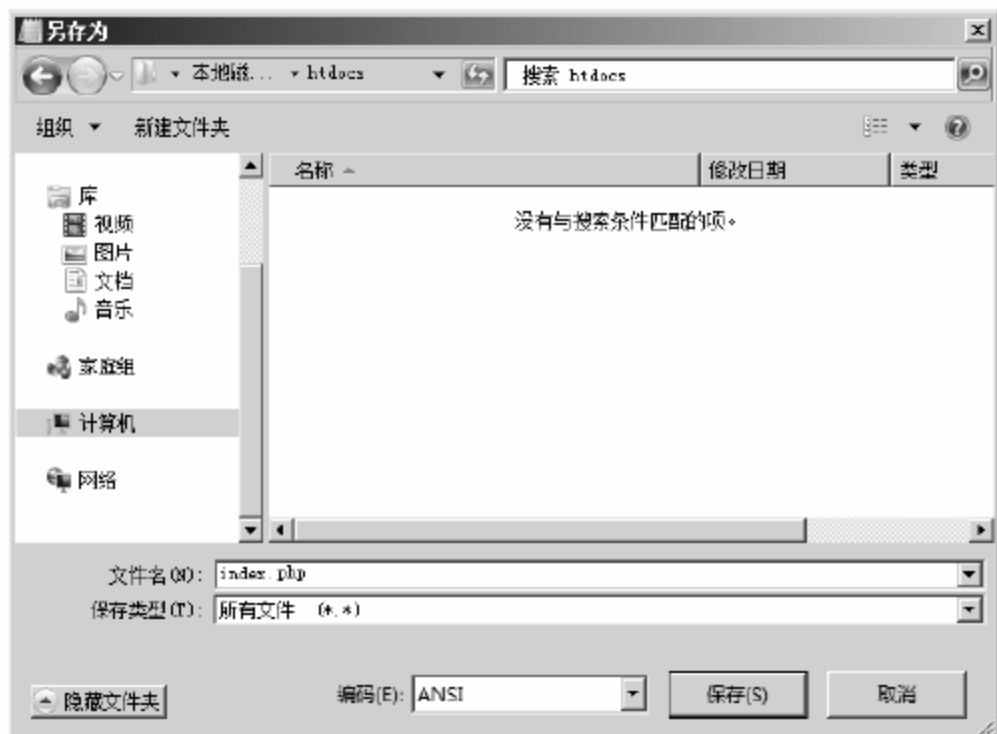 另存为
本地磁... htdocs 搜索 htdocs
组织 新建文件夹
名称 修改日期 类型
没有与搜索条件匹配的项。
库
视频
图片
文档
音乐
家庭组
计算机
网络
文件名(N): index.php
保存类型(T): 所有文件 (*.*)
隐藏文件夹 编码(E): ANSI 保存(S) 取消